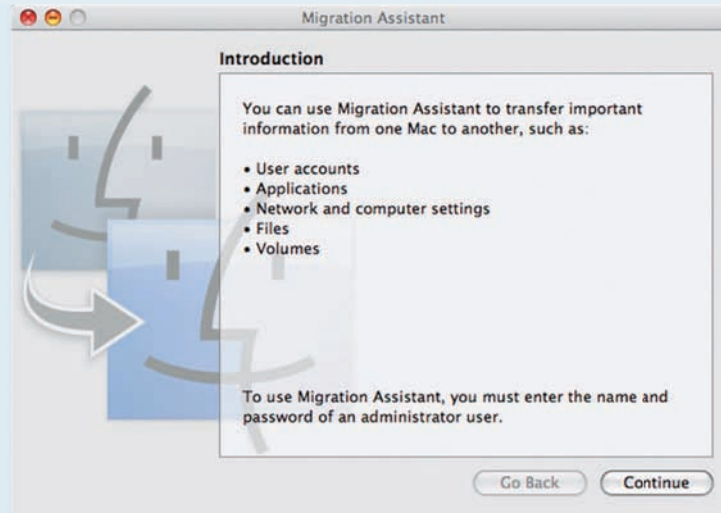 Migration Assistant
Introduction
You can use Migration Assistant to transfer important
information from one Mac to another, such as:
• User accounts
• Applications
• Network and computer settings
• Files
• Volumes
To use Migration Assistant, you must enter the name and
password of an administrator user.
Go Back
Continue